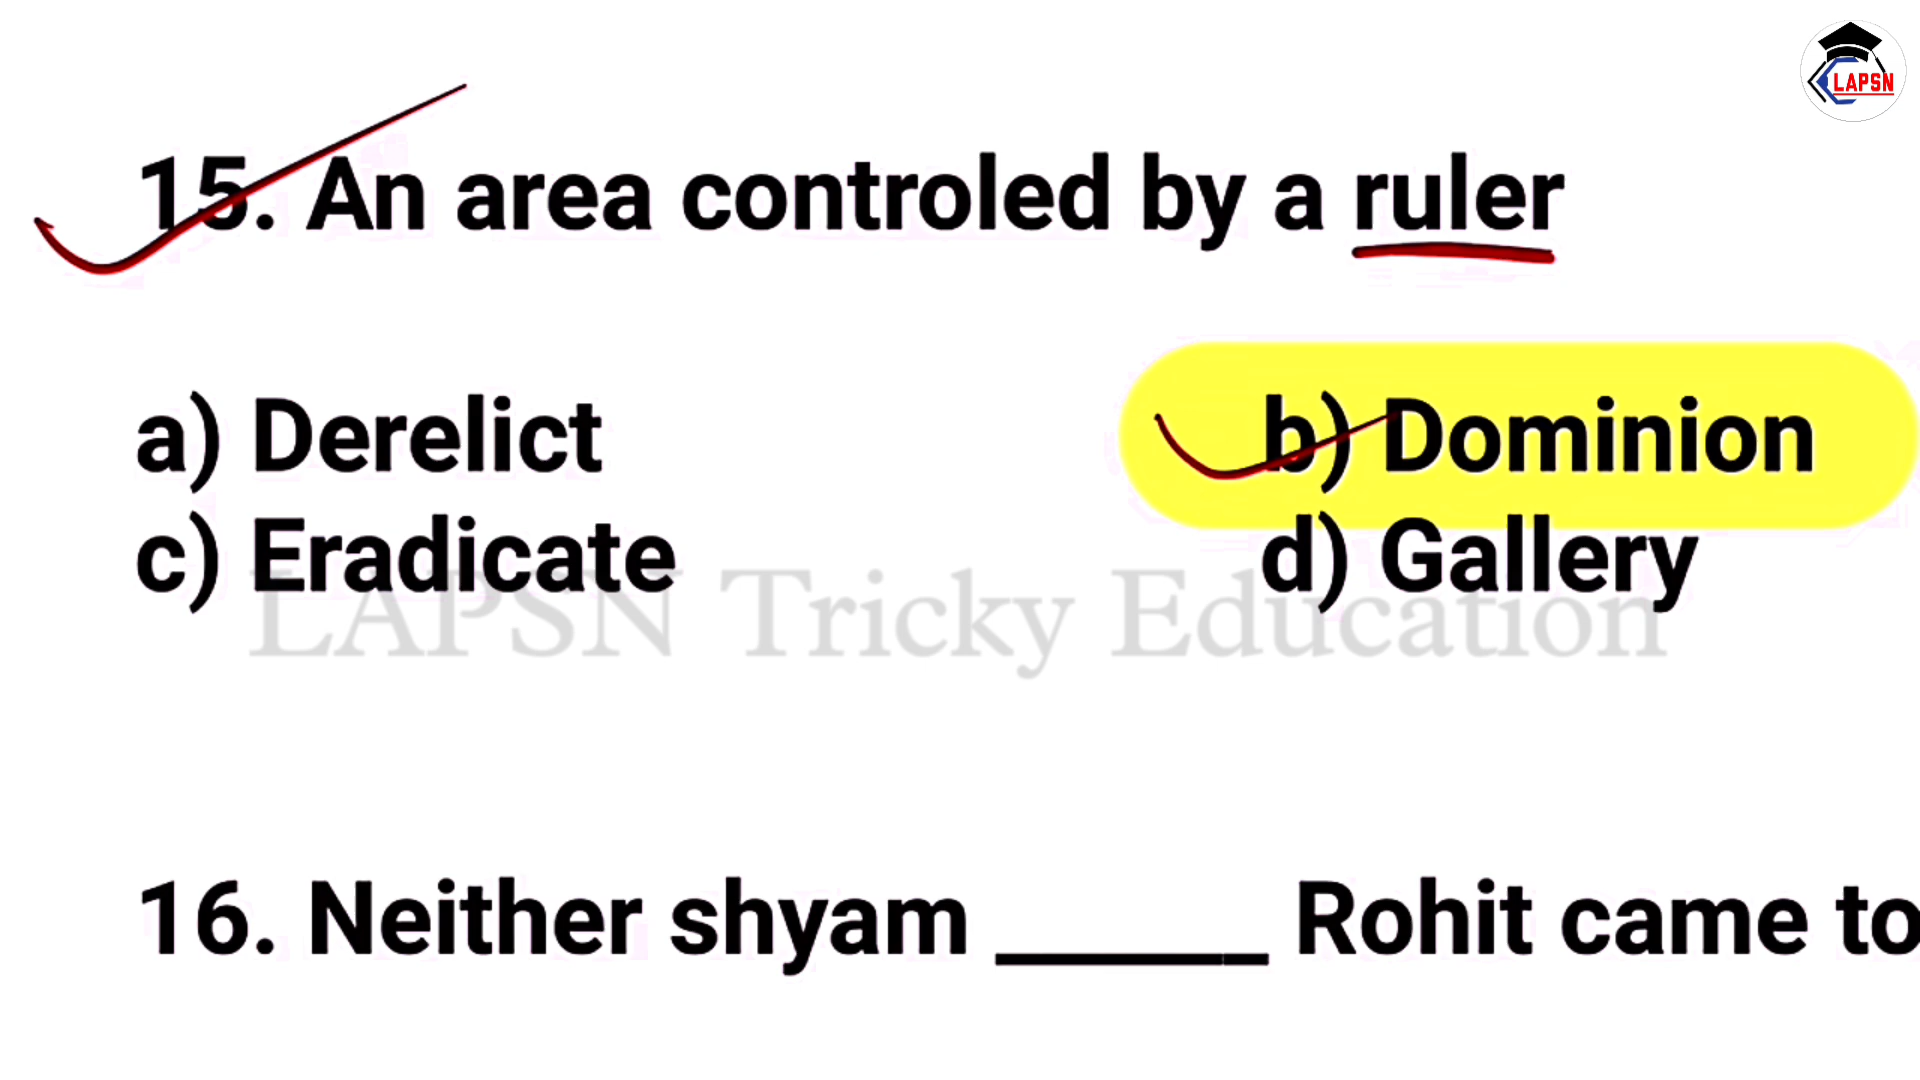 LAPSN
15. An area controled by a ruler
a) Derelict b) Dominion
c) Eradicate d) Gallery
LAPSN Tricky Education
16. Neither shyam ______ Rohit came to